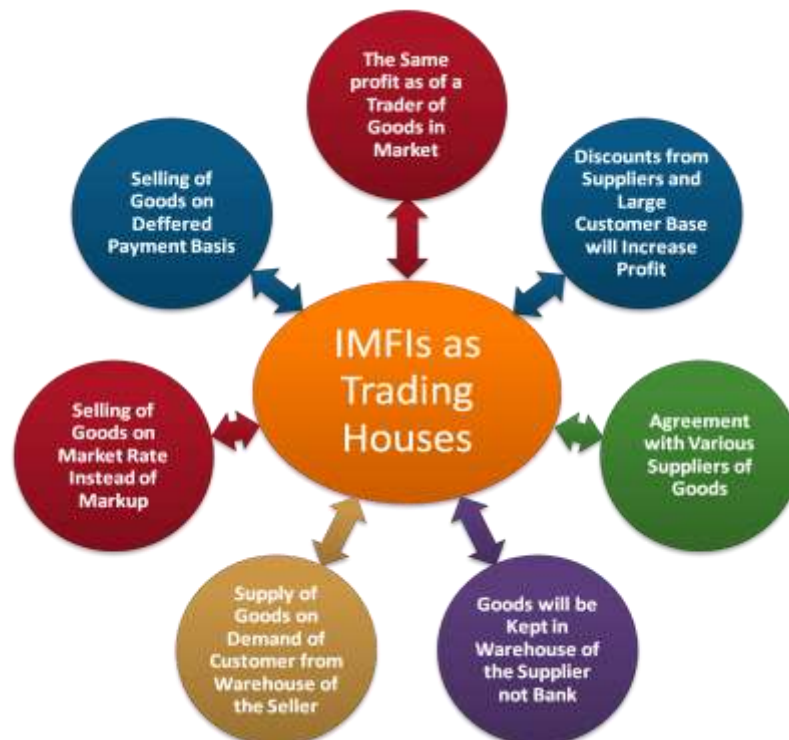 The Same
profit as of a
Trader of
Goods in
Market
Discounts from
Suppliers and
Large
Customer Base
will Increase
Profit
Agreement
with Various
Suppliers of
Goods
Goods will be
Kept in
Warehouse of
the Supplier
not Bank
Supply of
Goods on
Demand of
Customer from
Warehouse of
the Seller
Selling of
Goods on
Market Rate
Instead of
Markup
Selling of
Goods on
Deffered
Payment Basis
IMFIs as
Trading
Houses